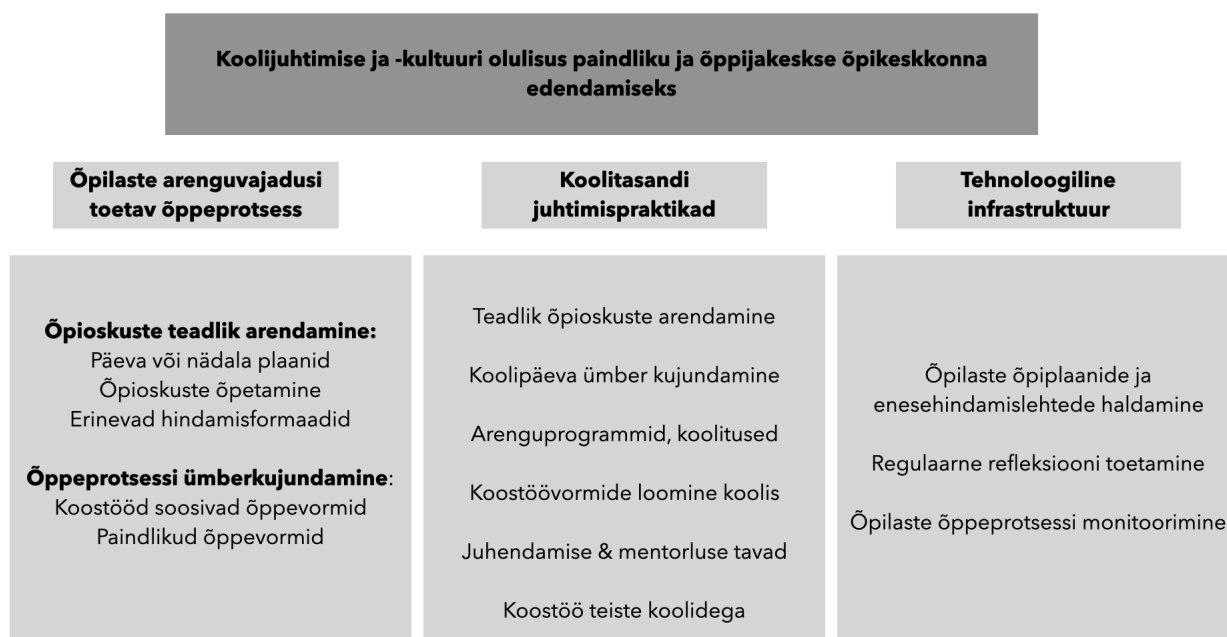 Koolijuhtimise ja -kultuuri olulisus paindliku ja õppijakeskse õpikeskkonna
edendamiseks
Õpilaste arenguvajadusi
toetav õppeprotsess
Õpioskuste teadlik arendamine:
Päeva või nädala plaanid
Õpioskuste õpetamine
Erinevad hindamisformaadid
Õppeprotsessi ümberkujundamine:
Koostööd soosivad õppevormid
Paindlikud õppevormid
Koolitasandi
juhtimispraktikad
Teadlik õpioskuste arendamine
Koolipäeva ümber kujundamine
Arenguprogrammid, koolitused
Koostöövormide loomine koolis
Juhendamise & mentorluse tavad
Koostöö teiste koolidega
Tehnoloogiline
infrastruktuur
Õpilaste õpiplaanide ja
enesehindamislehtede haldamine
Regulaarne refleksiooni toetamine
Õpilaste õppeprotsessi monitoorimine